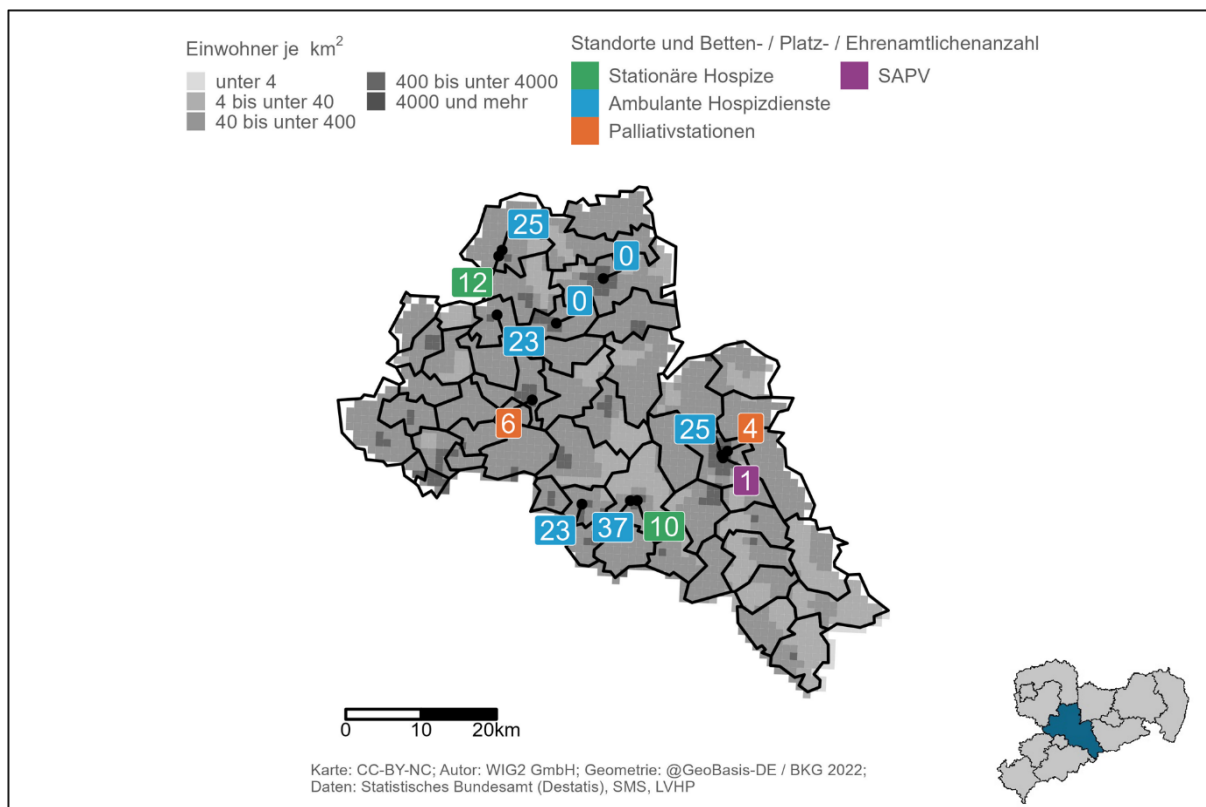 Einwohner je km²
unter 4
4 bis unter 40
40 bis unter 400
400 bis unter 4000
4000 und mehr
Standorte und Betten- / Platz- / Ehrenamtlichenanzahl
Stationäre Hospize
Ambulante Hospizdienste
Palliativstationen
SAPV
25
0
12
0
23
6
25
4
1
23
37
10
0 10 20km
Karte: CC-BY-NC; Autor: WIG2 GmbH; Geometrie: @GeoBasis-DE / BKG 2022;
Daten: Statistisches Bundesamt (Destatis), SMS, LVHP